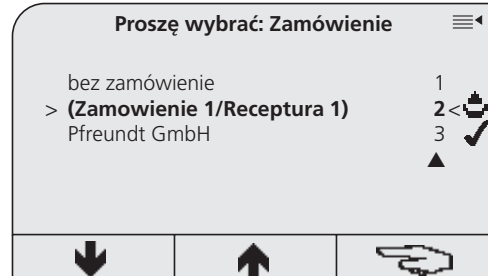 Proszę wybrać: Zamówienie
bez zamówienie 1
> (Zamowienie 1/Receptura 1) 2 <
Pfreundt GmbH 3